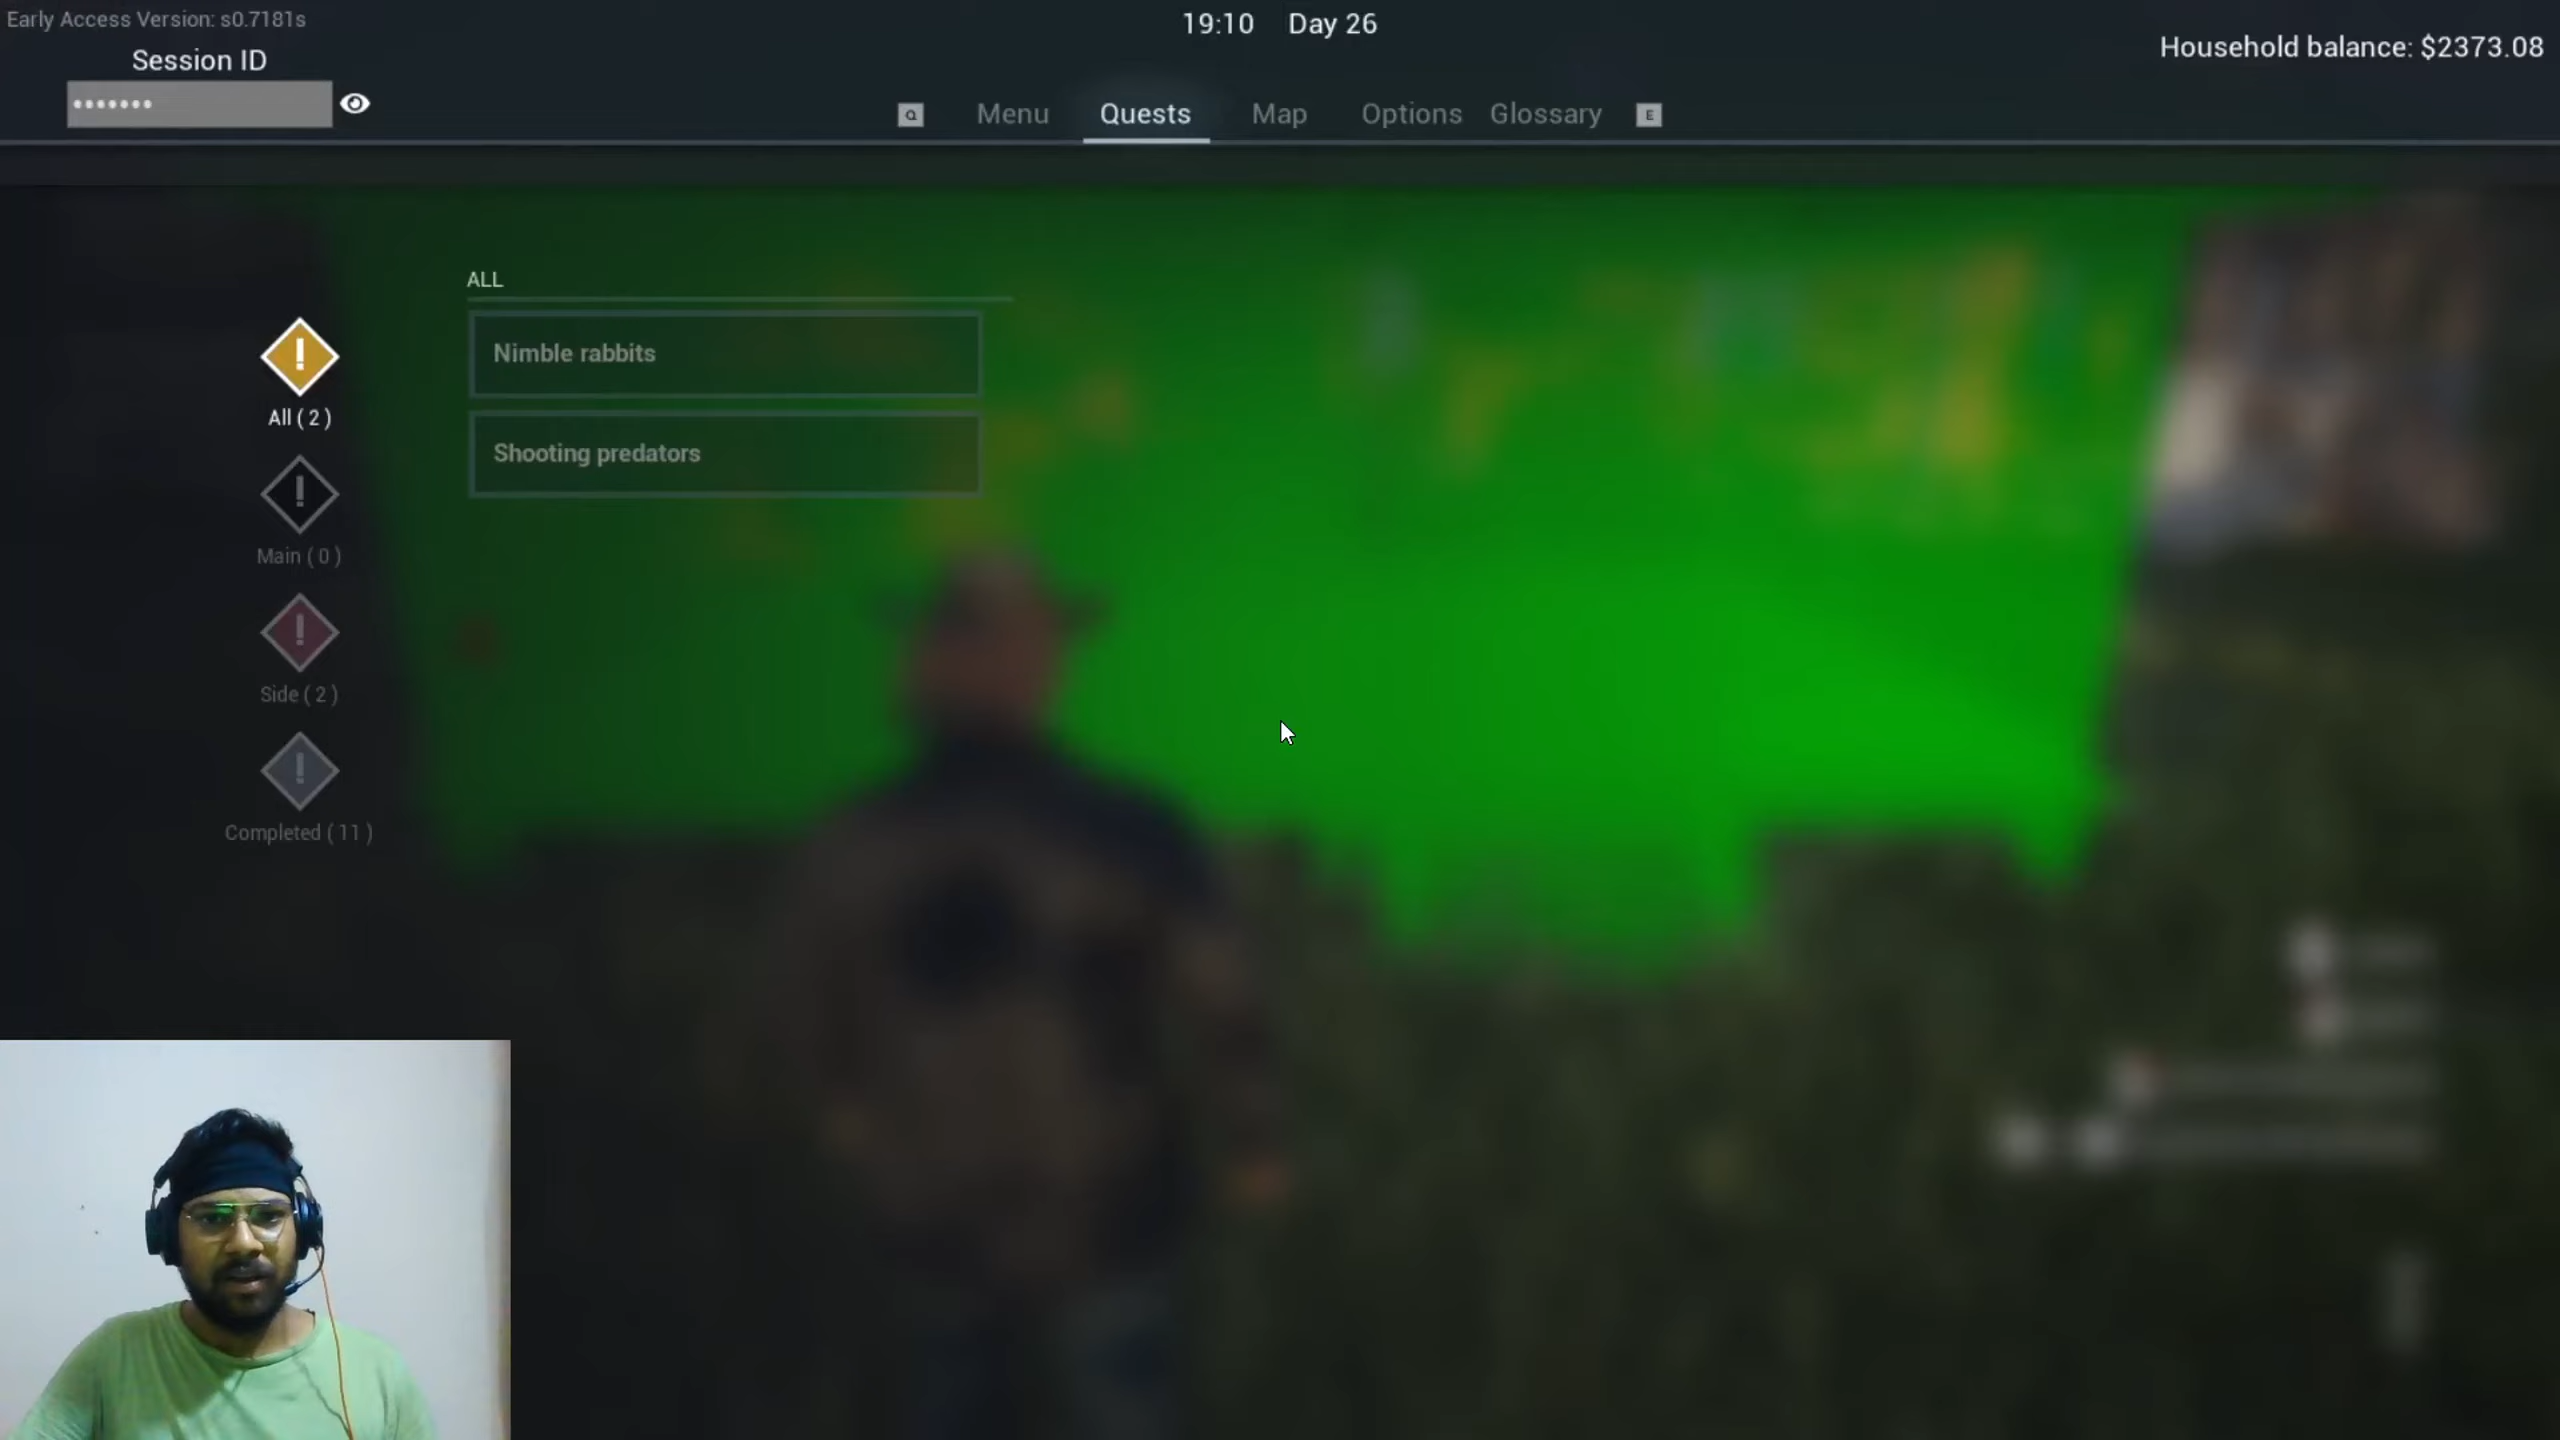 Early Access Version: s0.7181s
19:10 Day 26
Session ID
Household balance: $2373.08
•••••••
Q Menu Quests Map Options Glossary E
ALL
Nimble rabbits
Shooting predators
All ( 2 )
Main ( 0 )
Side ( 2 )
Completed ( 11 )